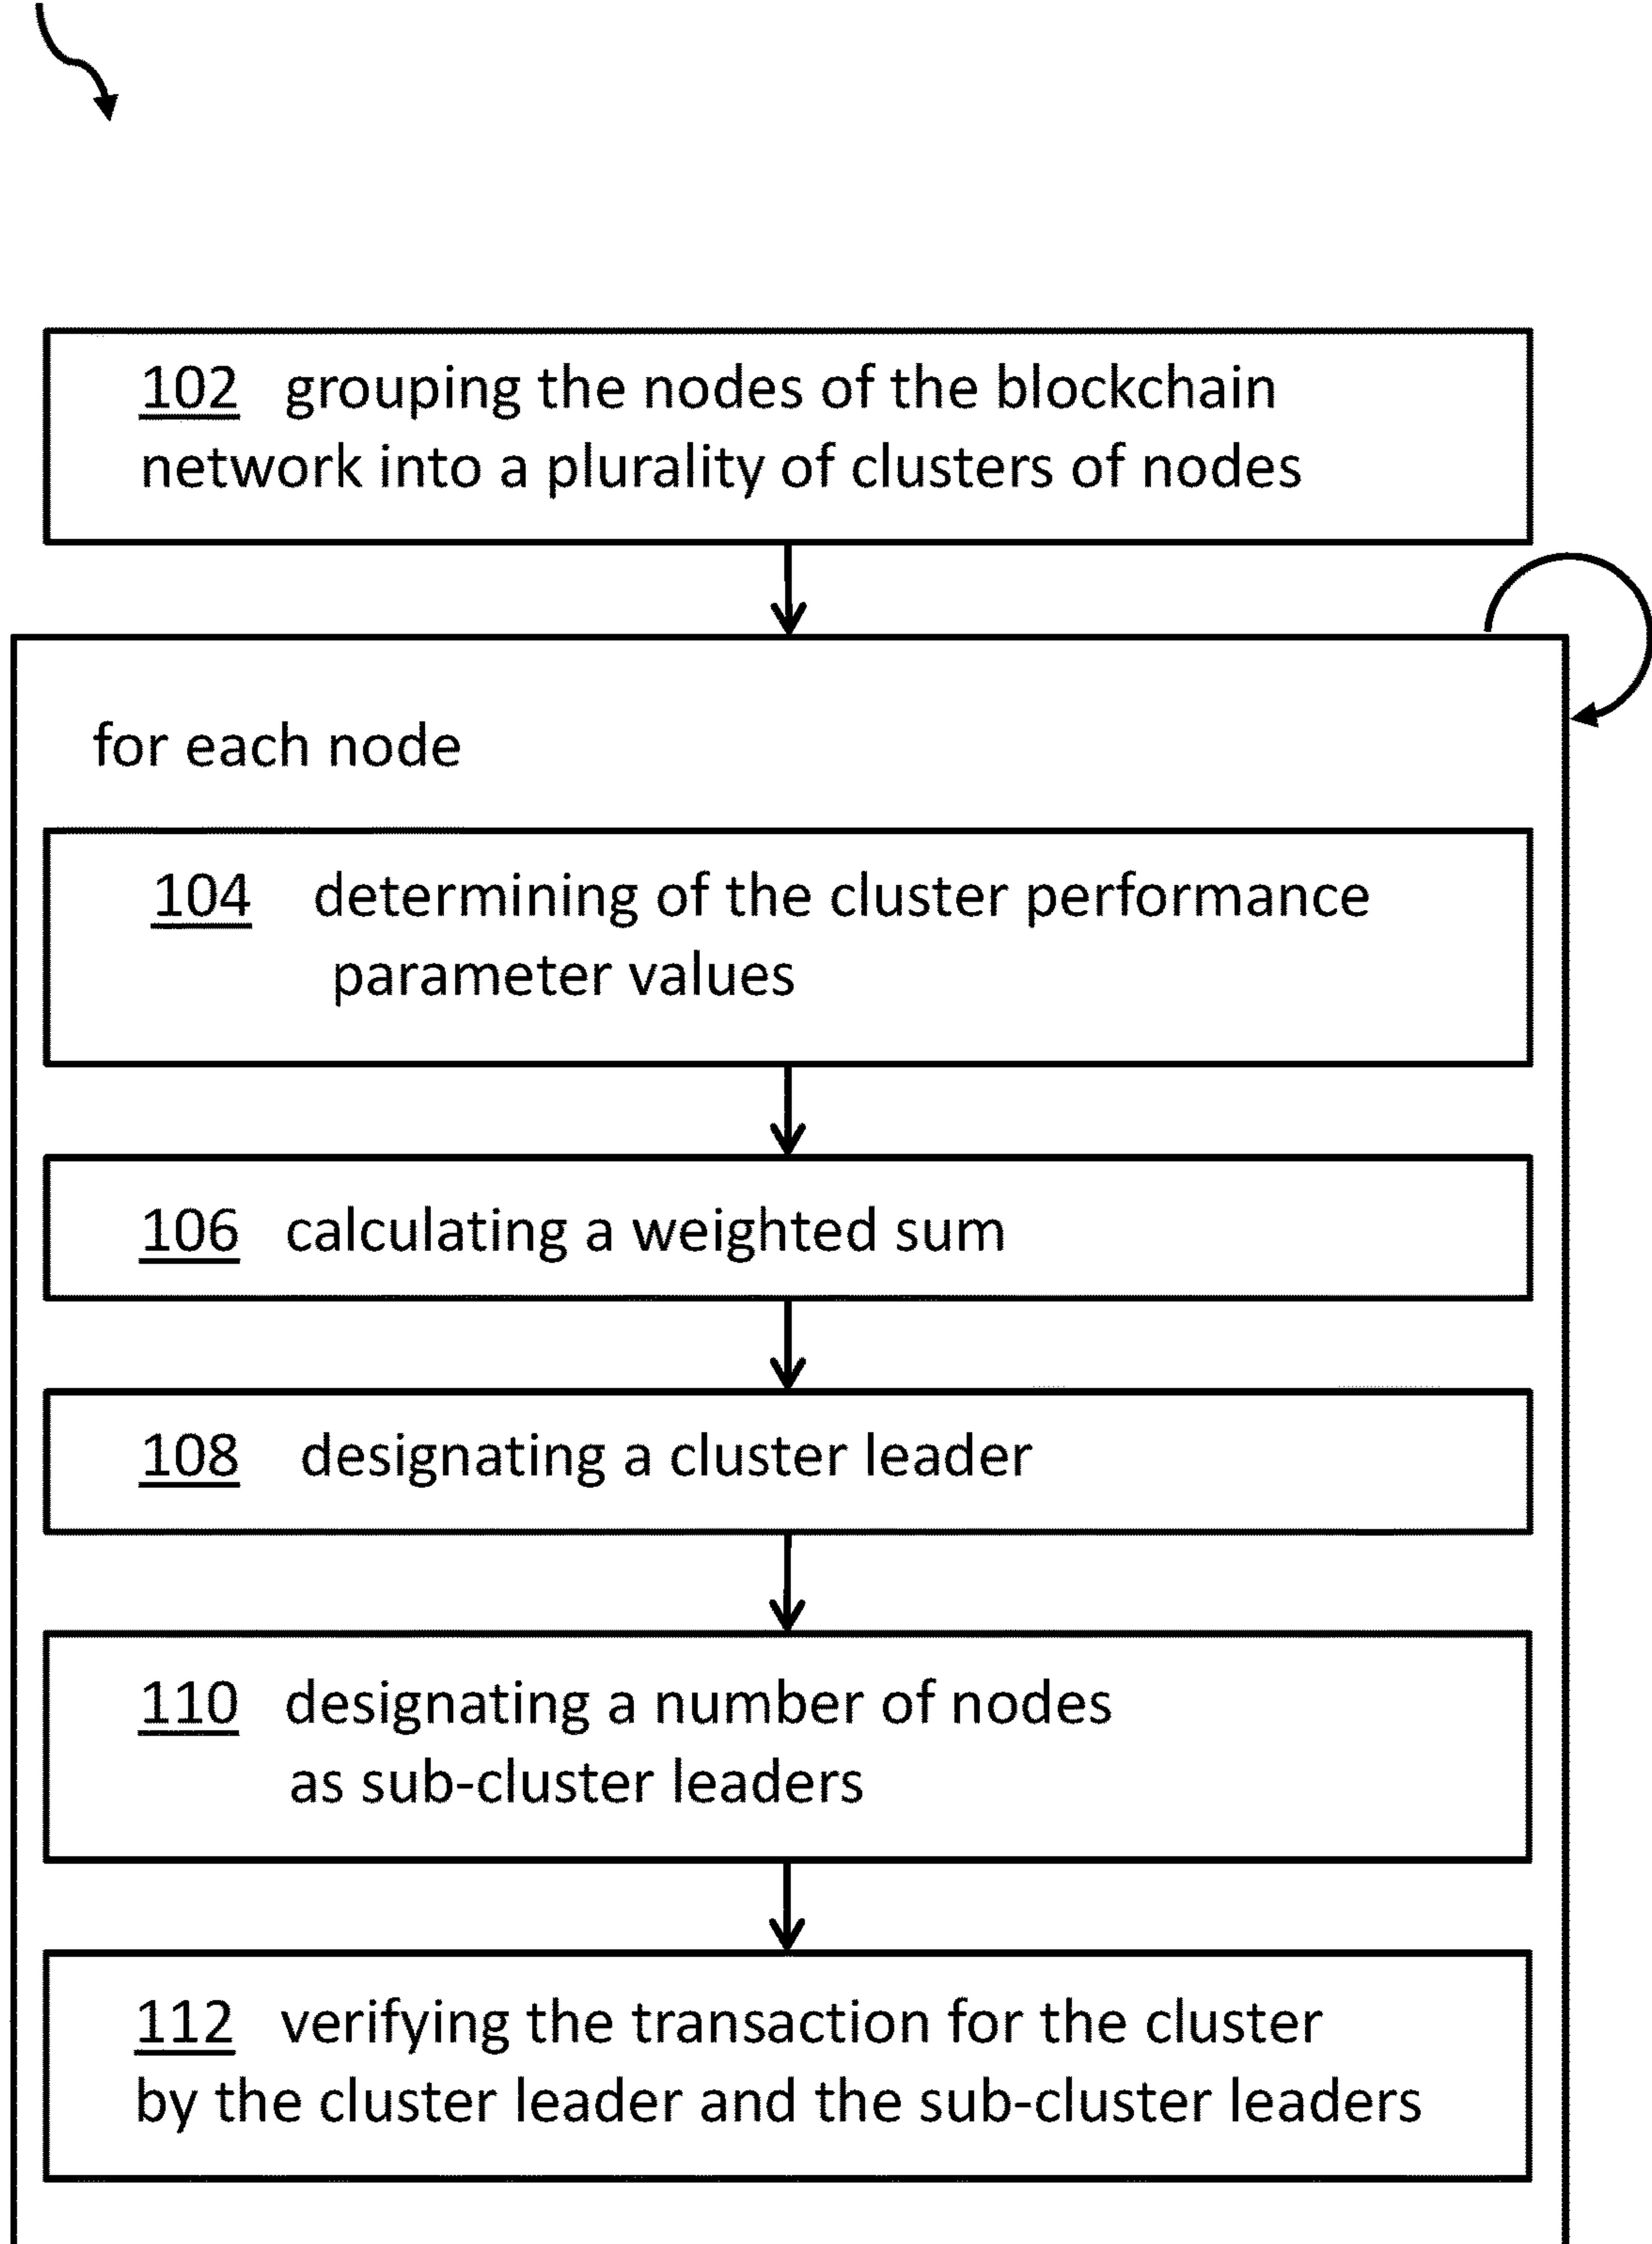 102 grouping the nodes of the blockchain
network into a plurality of clusters of nodes
for each node
104 determining of the cluster performance
parameter values
106 calculating a weighted sum
108 designating a cluster leader
110 designating a number of nodes
as sub-cluster leaders
112 verifying the transaction for the cluster
by the cluster leader and the sub-cluster leaders